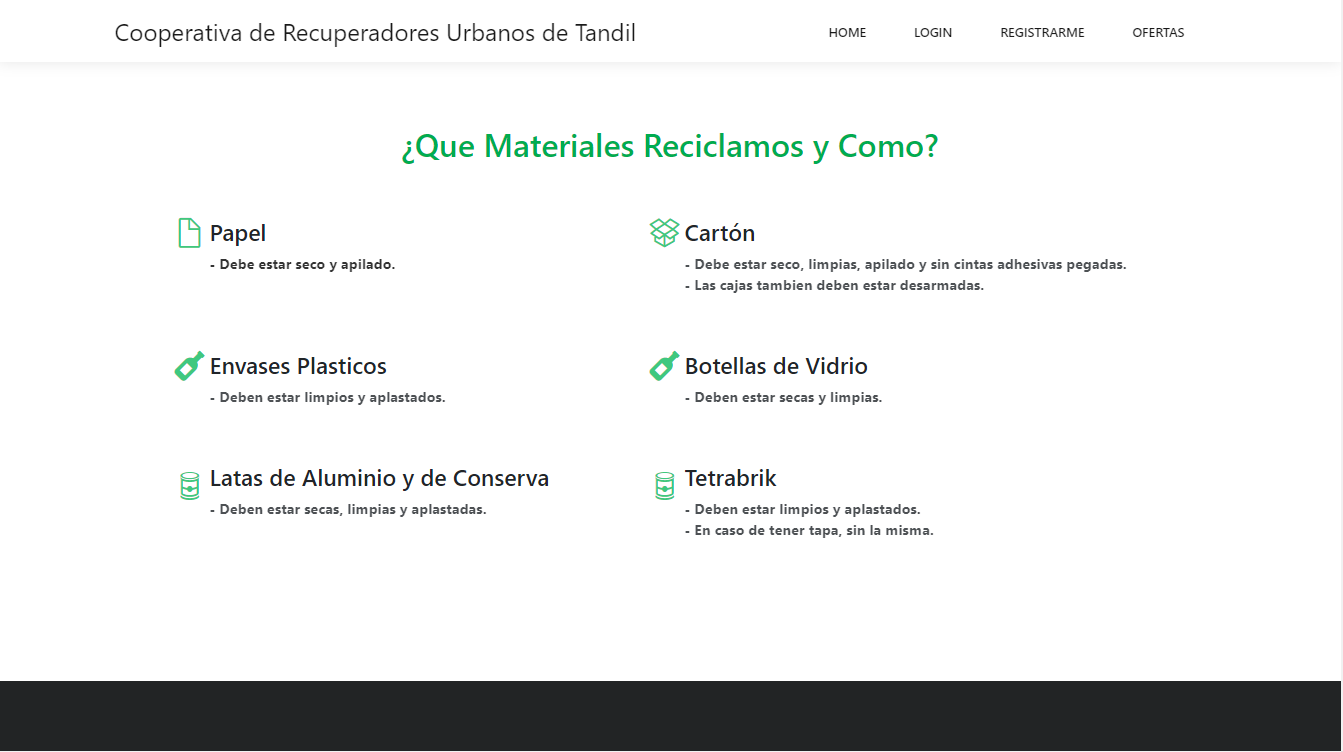 Cooperativa de Recuperadores Urbanos de Tandil
HOME
LOGIN
REGISTRARME
OFERTAS
¿Que Materiales Reciclamos y Como?
Papel
- Debe estar seco y apilado.
Cartón
- Debe estar seco, limpias, apilado y sin cintas adhesivas pegadas.
- Las cajas tambien deben estar desarmadas.
Envases Plasticos
- Deben estar limpios y aplastados.
Botellas de Vidrio
- Deben estar secas y limpias.
Latas de Aluminio y de Conserva
- Deben estar secas, limpias y aplastadas.
Tetrabrik
- Deben estar limpios y aplastados.
- En caso de tener tapa, sin la misma.